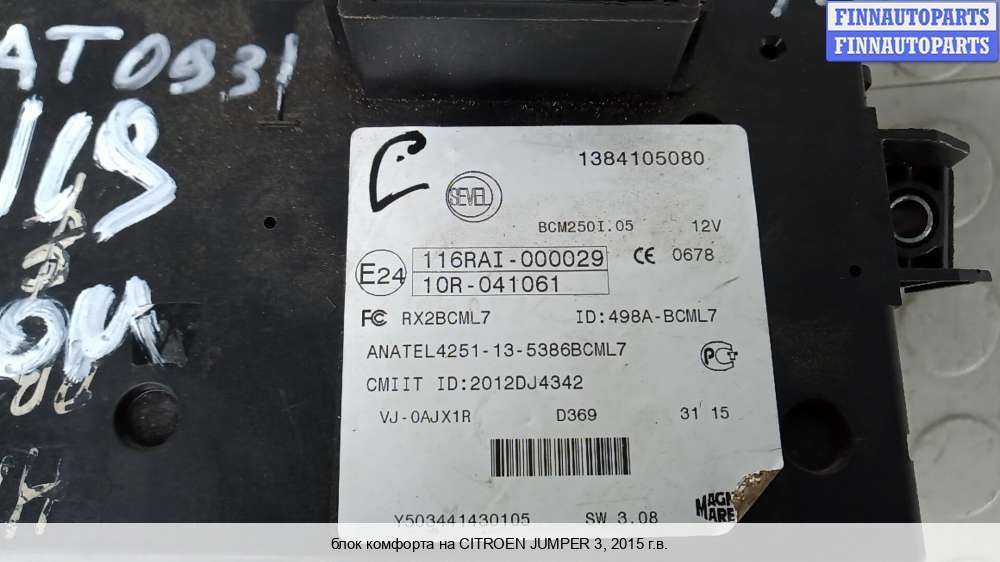 FINNAUTOPARTS
FINNAUTOPARTS
AT0931
1384105080
SEVEL
BCM250I.05 12V
E24 116RAI-000029 CE 0678
10R-041061
FC RX2BCML7 ID:498A-BCML7
ANATEL4251-13-5386BCML7
CMIIT ID:2012DJ4342
VJ-0AJX1R D369 31 15
Y503441430105 SW 3.08
блок комфорта на CITROEN JUMPER 3, 2015 г.в.